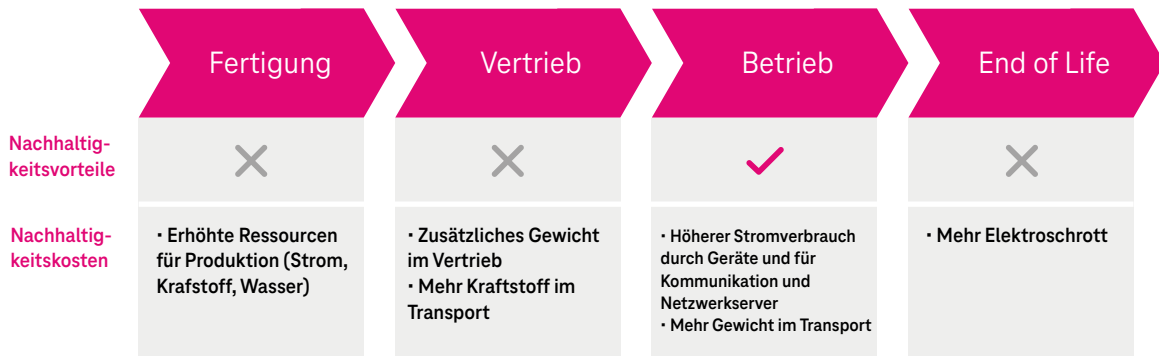 Fertigung
Vertrieb
Betrieb
End of Life
Nachhaltig-
keitsvorteile
Nachhaltig-
keitskosten
· Erhöhte Ressourcen
für Produktion (Strom,
Krafstoff, Wasser)
· Zusätzliches Gewicht
im Vertrieb
· Mehr Kraftstoff im
Transport
· Höherer Stromverbrauch
durch Geräte und für
Kommunikation und
Netzwerkserver
· Mehr Gewicht im Transport
· Mehr Elektroschrott